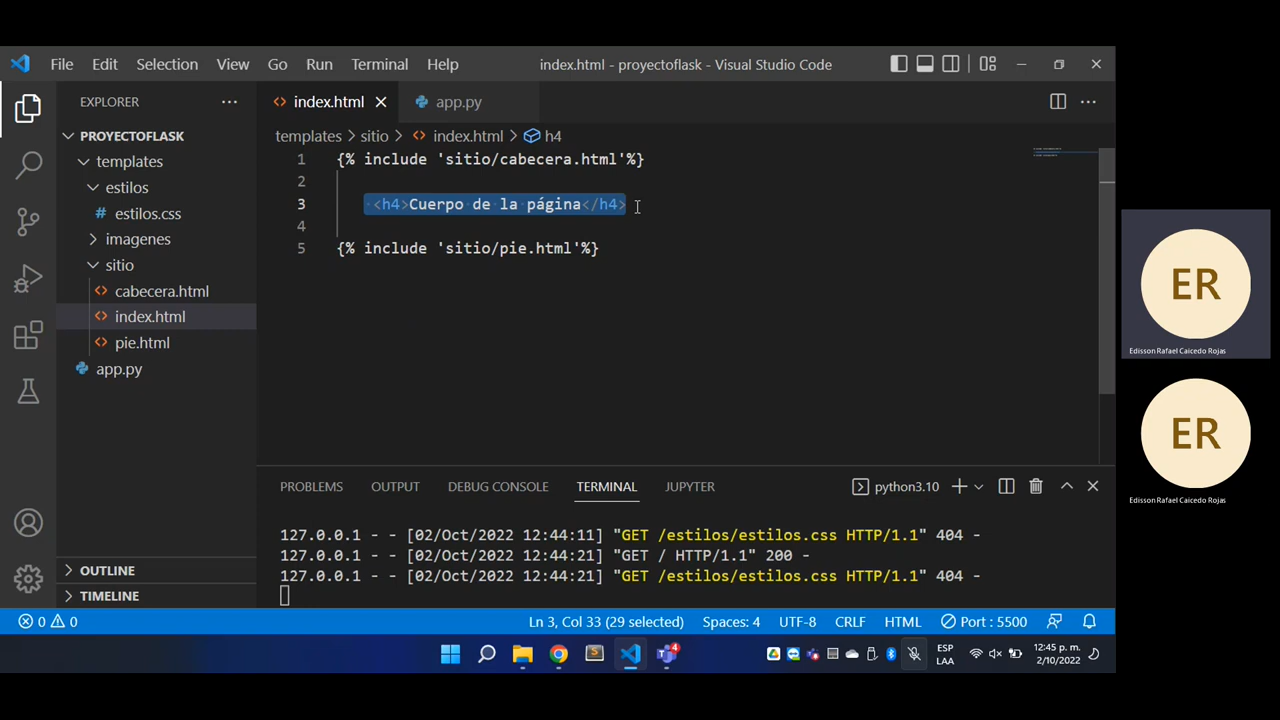 File Edit Selection View Go Run Terminal Help index.html - proyectoflask - Visual Studio Code
EXPLORER
PROYECTOFLASK
templates
estilos
estilos.css
imagenes
sitio
cabecera.html
index.html
pie.html
app.py
OUTLINE
TIMELINE
index.html app.py
templates > sitio > index.html > h4
1 {% include 'sitio/cabecera.html'%}
2
3 <h4>Cuerpo de la página</h4>
4
5 {% include 'sitio/pie.html'%}
PROBLEMS OUTPUT DEBUG CONSOLE TERMINAL JUPYTER python3.10
127.0.0.1 - - [02/Oct/2022 12:44:11] "GET /estilos/estilos.css HTTP/1.1" 404 -
127.0.0.1 - - [02/Oct/2022 12:44:21] "GET / HTTP/1.1" 200 -
127.0.0.1 - - [02/Oct/2022 12:44:21] "GET /estilos/estilos.css HTTP/1.1" 404 -
0 0 Ln 3, Col 33 (29 selected) Spaces: 4 UTF-8 CRLF HTML Port : 5500
S 4 ESP LAA 12:45 p. m. 2/10/2022
ER
Edisson Rafael Caicedo Rojas
ER
Edisson Rafael Caicedo Rojas